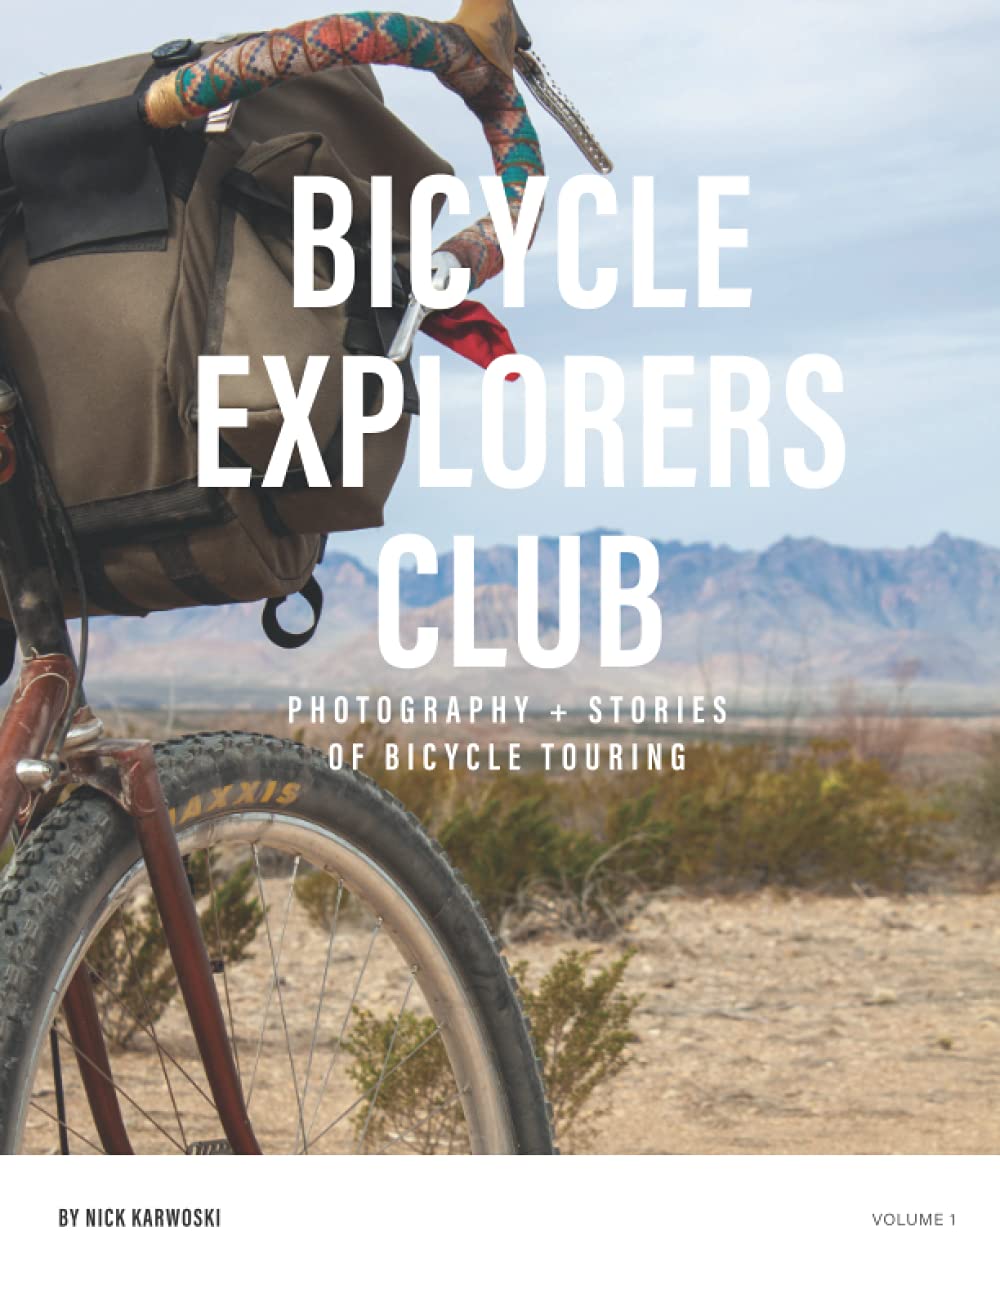 BICYCLE
EXPLORERS
CLUB
PHOTOGRAPHY + STORIES
OF BICYCLE TOURING
MAXXIS
BY NICK KARWOSKI
VOLUME 1